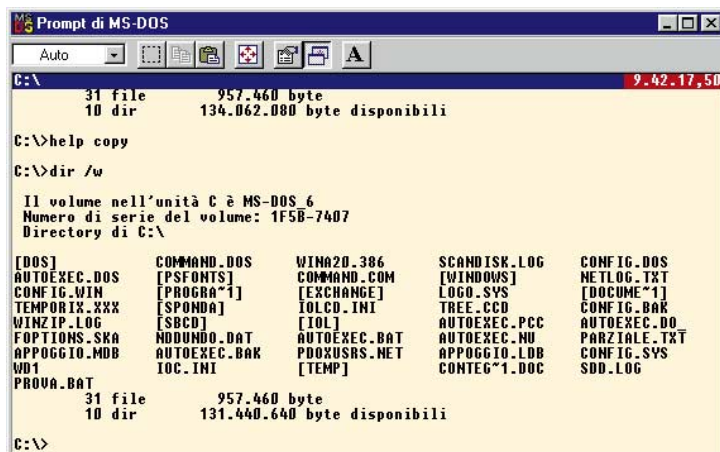 Prompt di MS-DOS
Auto
A
C:\ 9.42.17,50
31 file 957.460 byte
10 dir 134.062.080 byte disponibili
C:\>help copy
C:\>dir /w
Il volume nell'unità C è MS-DOS_6
Numero di serie del volume: 1F5B-7407
Directory di C:\
[DOS] COMMAND.DOS WINA20.386 SCANDISK.LOG CONFIG.DOS
AUTOEXEC.DOS [PSFONTS] COMMAND.COM [WINDOWS] NETLOG.TXT
CONFIG.WIN [PROGRA~1] [EXCHANGE] LOGO.SYS [DOCUME~1]
TEMPORIX.XXX [SPONDA] IOLCD.INI TREE.CCD CONFIG.BAK
WINZIP.LOG [SBCD] [IOL] AUTOEXEC.PCC AUTOEXEC.DO_
FOPTIONS.SKA NDDUNDO.DAT AUTOEXEC.BAT AUTOEXEC.NU PARZIALE.TXT
APPOGGIO.MDB AUTOEXEC.BAK PDOXUSRS.NET APPOGGIO.LDB CONFIG.SYS
WD1 IOC.INI [TEMP] CONTEG~1.DOC SDD.LOG
PROVA.BAT
31 file 957.460 byte
10 dir 131.440.640 byte disponibili
C:\>